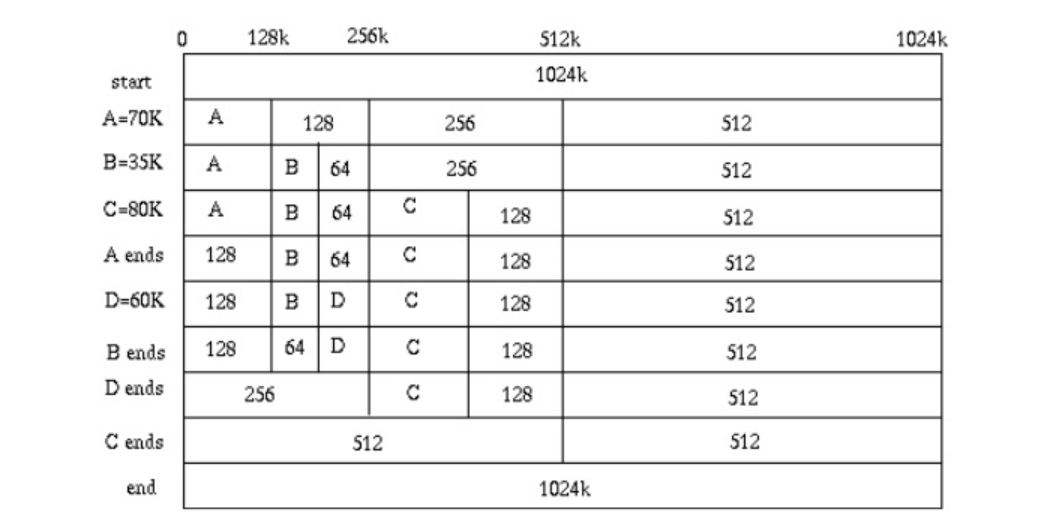 0 128k 256k 512k 1024k
start 1024k
A=70K A 128 256 512
B=35K A B 64 256 512
C=80K A B 64 C 128 512
A ends 128 B 64 C 128 512
D=60K 128 B D C 128 512
B ends 128 64 D C 128 512
D ends 256 C 128 512
C ends 512 512
end 1024k